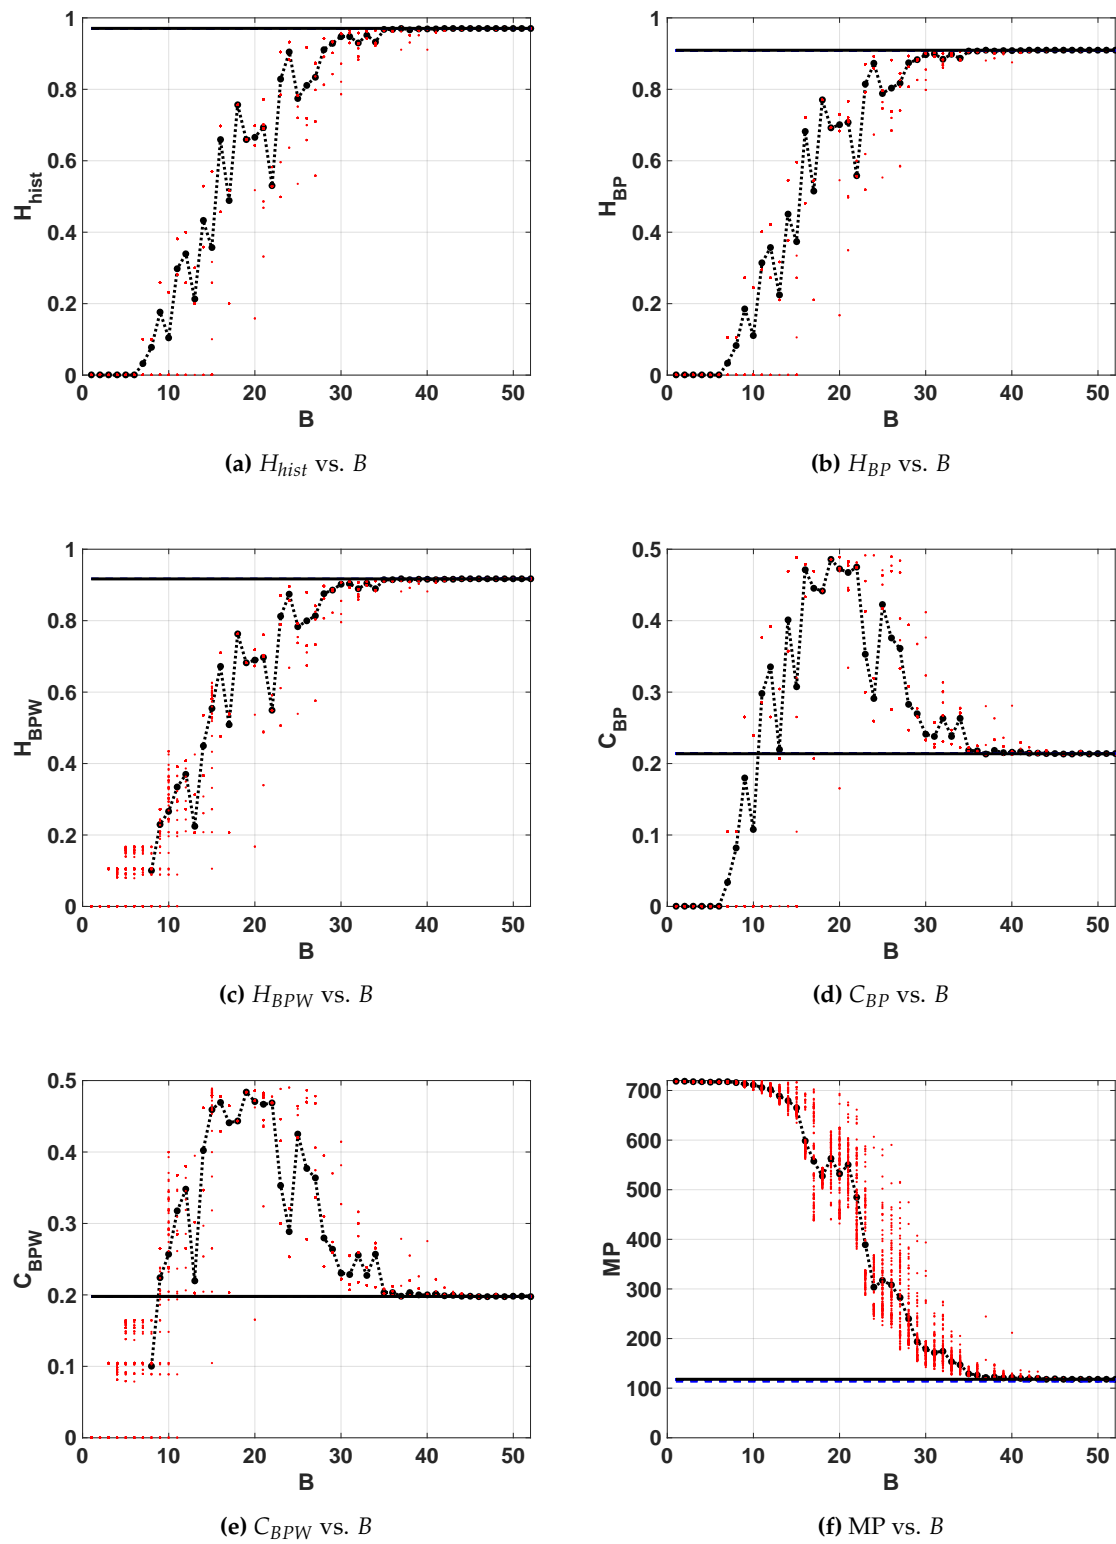 1
0.8
0.6
0.4
0.2
0
H_hist
10 20 30 40 50
B
(a) H_hist vs. B
1
0.8
0.6
0.4
0.2
0
H_BP
10 20 30 40 50
B
(b) H_BP vs. B
1
0.8
0.6
0.4
0.2
0
H_BPW
0 10 20 30 40 50
B
(c) H_BPW vs. B
0.5
0.4
0.3
0.2
0.1
0
C_BP
0 10 20 30 40 50
B
(d) C_BP vs. B
0.5
0.4
0.3
0.2
0.1
0
C_BPW
0 10 20 30 40 50
B
(e) C_BPW vs. B
700
600
500
400
300
200
100
0
MP
0 10 20 30 40 50
B
(f) MP vs. B